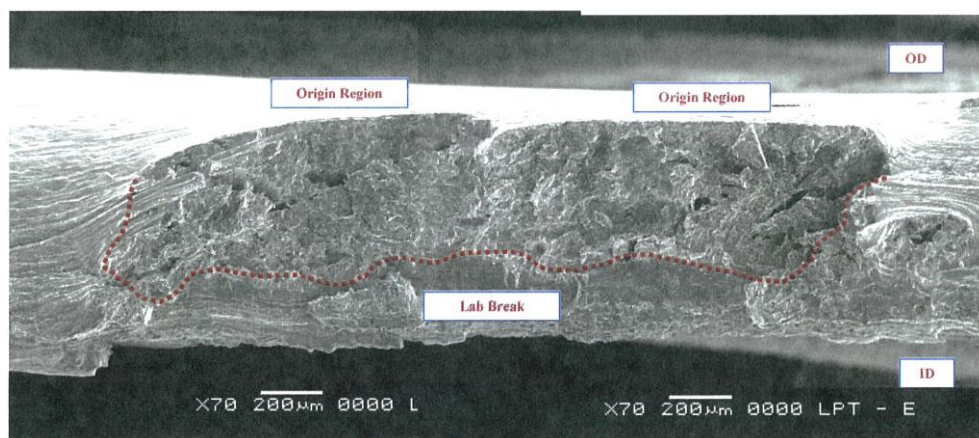 OD
Origin Region
Origin Region
Lab Break
ID
X70 200μm 0000 L
X70 200μm 0000 LPT - E